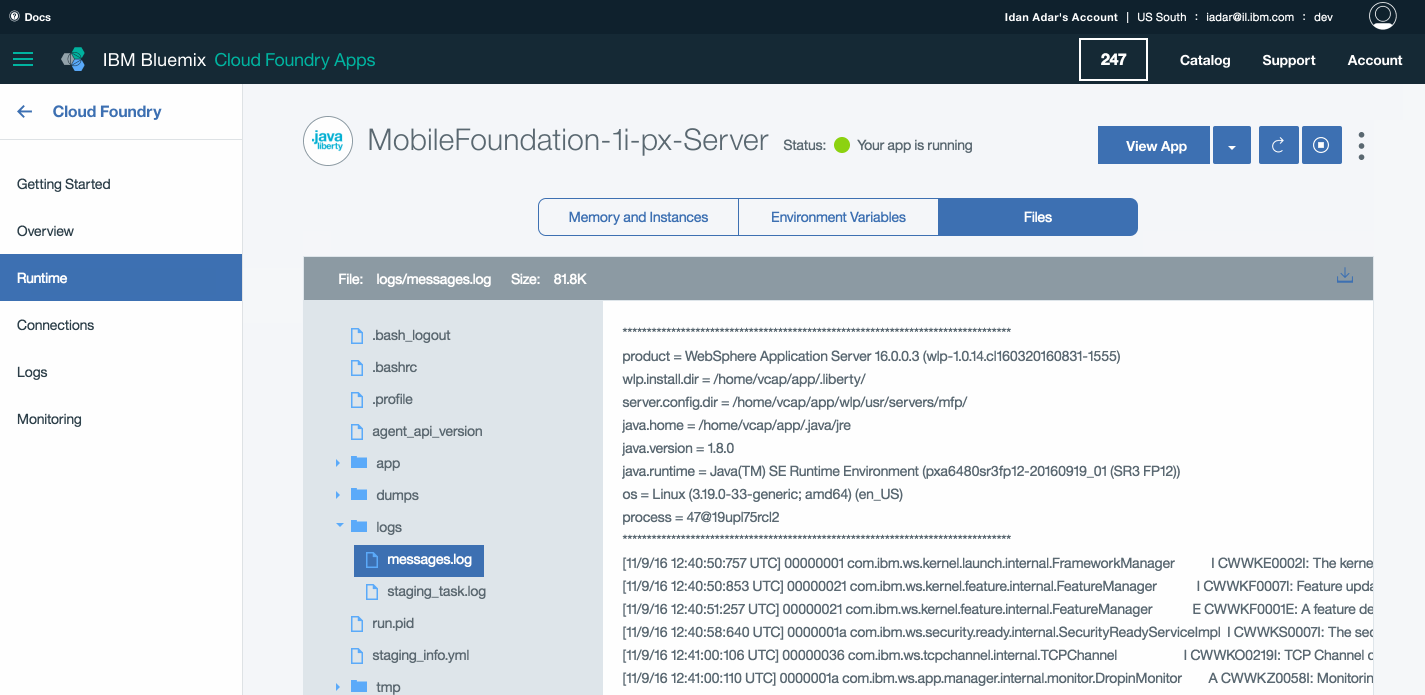 Docs
Idan Adar's Account | US South : iadar@il.ibm.com : dev
IBM Bluemix Cloud Foundry Apps
247 Catalog Support Account
Cloud Foundry
Getting Started
Overview
Runtime
Connections
Logs
Monitoring
.java
liberty
MobileFoundation-1i-px-Server Status: Your app is running
View App
Memory and Instances Environment Variables Files
File: logs/messages.log Size: 81.8K
.bash_logout
.bashrc
.profile
agent_api_version
app
dumps
logs
messages.log
staging_task.log
run.pid
staging_info.yml
tmp
********************************************************************************
product = WebSphere Application Server 16.0.0.3 (wlp-1.0.14.cl160320160831-1555)
wlp.install.dir = /home/vcap/app/.liberty/
server.config.dir = /home/vcap/app/wlp/usr/servers/mfp/
java.home = /home/vcap/app/.java/jre
java.version = 1.8.0
java.runtime = Java(TM) SE Runtime Environment (pxa6480sr3fp12-20160919_01 (SR3 FP12))
os = Linux (3.19.0-33-generic; amd64) (en_US)
process = 47@19upl75rcl2
********************************************************************************
[11/9/16 12:40:50:757 UTC] 00000001 com.ibm.ws.kernel.launch.internal.FrameworkManager I CWWKE0002I: The kerne
[11/9/16 12:40:50:853 UTC] 00000021 com.ibm.ws.kernel.feature.internal.FeatureManager I CWWKF0007I: Feature upda
[11/9/16 12:40:51:257 UTC] 00000021 com.ibm.ws.kernel.feature.internal.FeatureManager E CWWKF0001E: A feature de
[11/9/16 12:40:58:640 UTC] 0000001a com.ibm.ws.security.ready.internal.SecurityReadyServiceImpl I CWWKS0007I: The sec
[11/9/16 12:41:00:106 UTC] 00000036 com.ibm.ws.tcpchannel.internal.TCPChannel I CWWKO0219I: TCP Channel d
[11/9/16 12:41:00:110 UTC] 0000001a com.ibm.ws.app.manager.internal.monitor.DropinMonitor A CWWKZ0058I: Monitorin